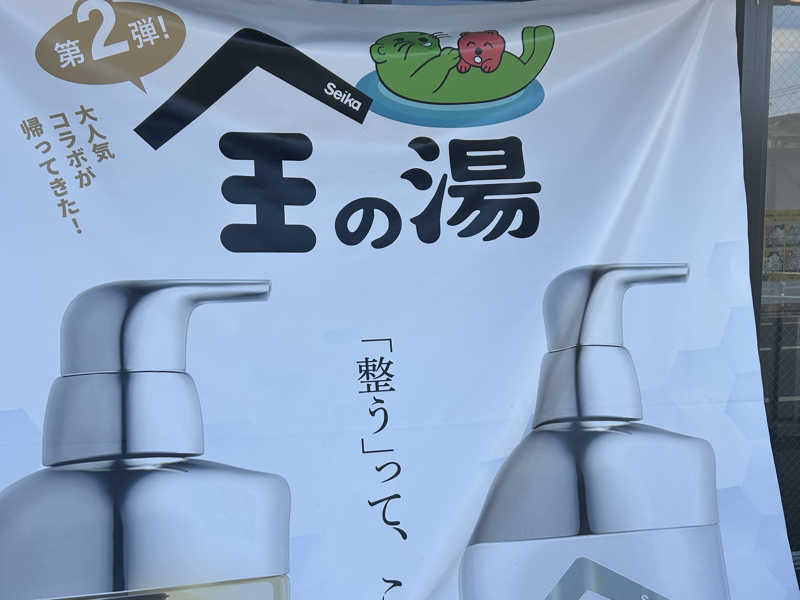 第2弾!
大人気
コラボが
帰ってきた!
Seika
王の湯
「整う」って、